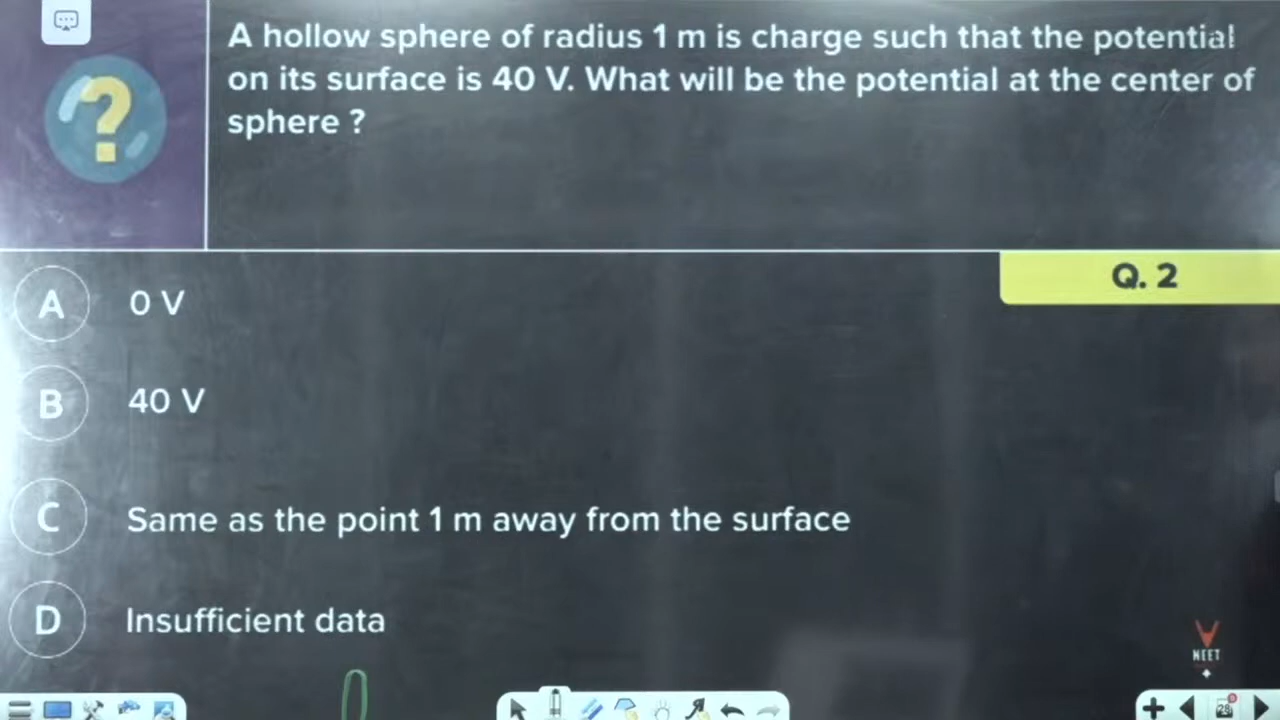 A hollow sphere of radius 1 m is charge such that the potential
on its surface is 40 V. What will be the potential at the center of
sphere ?
?
Q. 2
A 0 V
B 40 V
C Same as the point 1 m away from the surface
D Insufficient data
NEET
28